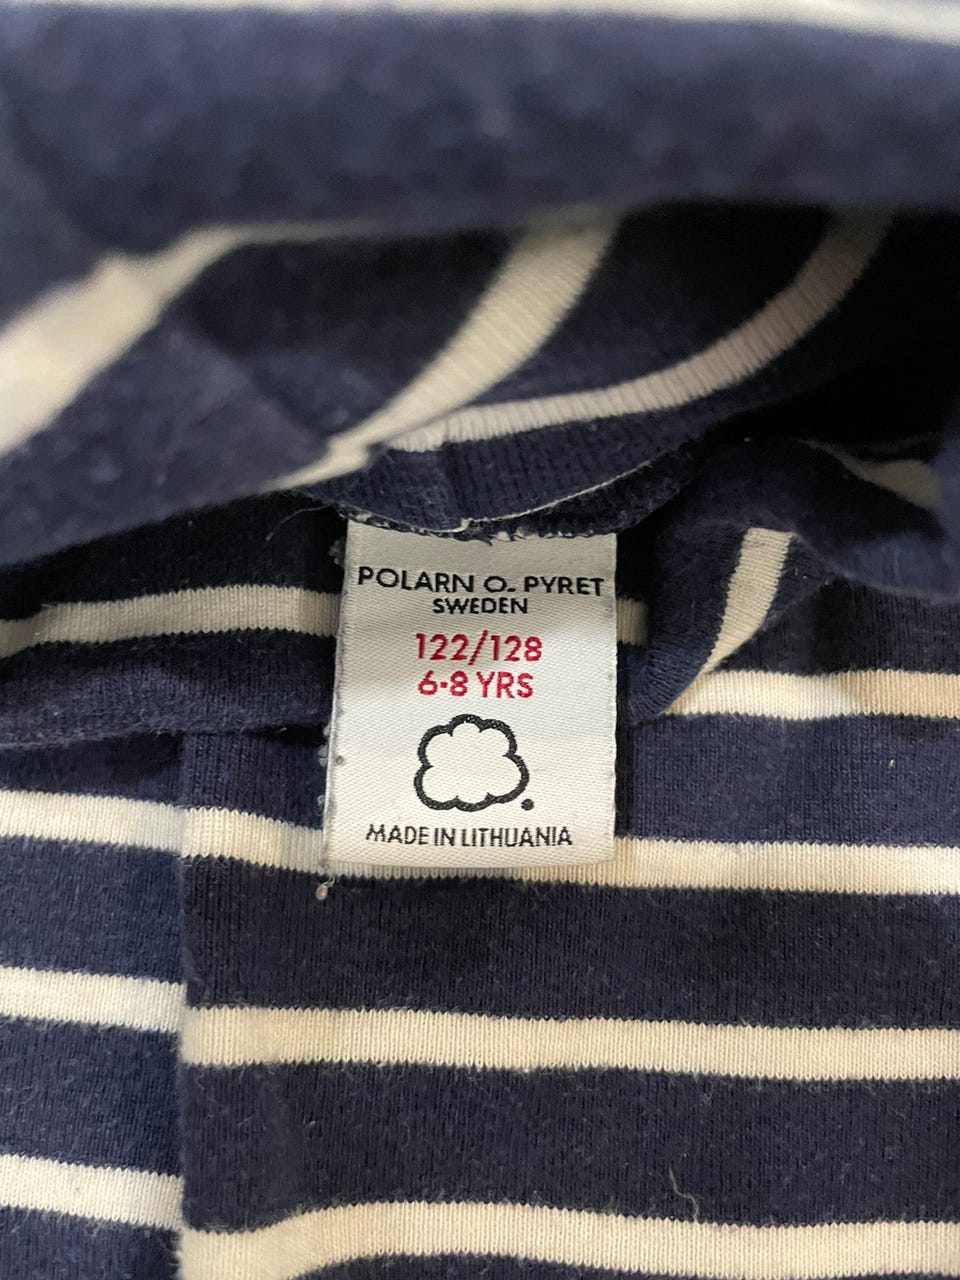 POLARN O. PYRET
SWEDEN
122/128
6-8 YRS
MADE IN LITHUANIA